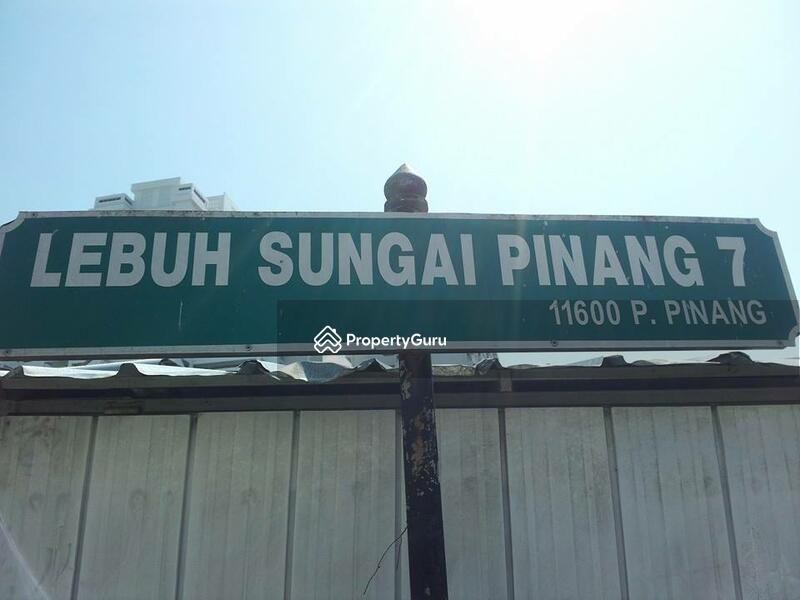 LEBUH SUNGAI PINANG 7
11600 P. PINANG
PropertyGuru